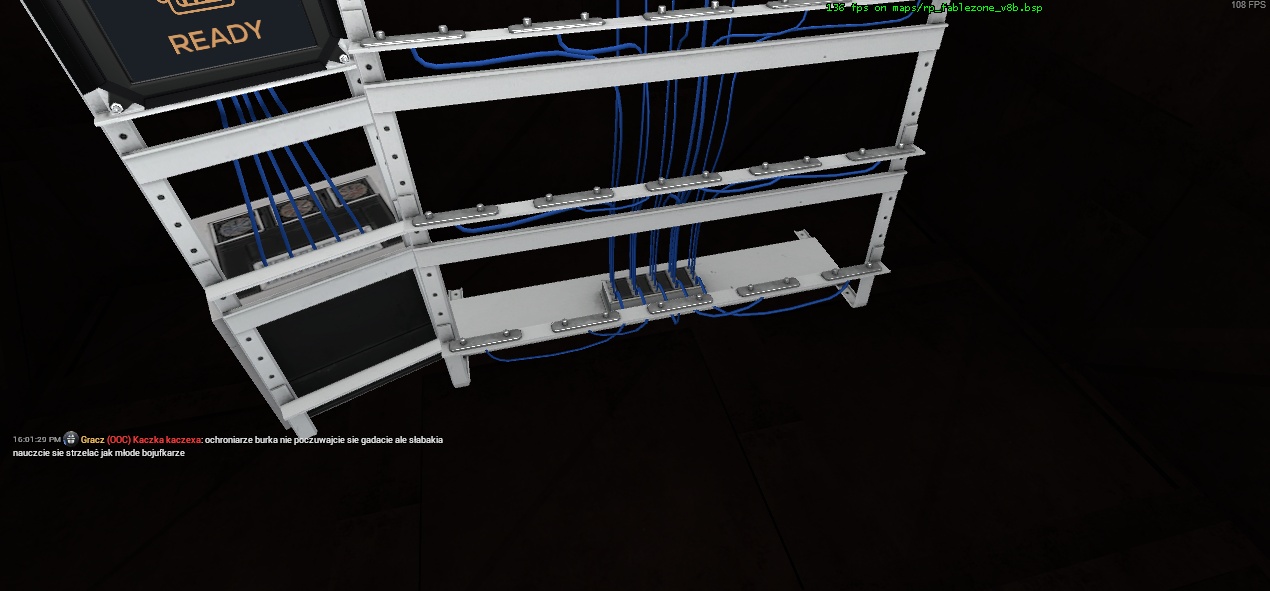 136 fps on maps/rp_fablezone_v8b.bsp
108 FPS
READY
16:01:29 PM Gracz (OOC) Kaczka kaczexa: ochroniarze burka nie poczuwajcie sie gadacie ale słabakia
nauczcie sie strzelać jak młode bojufkarze